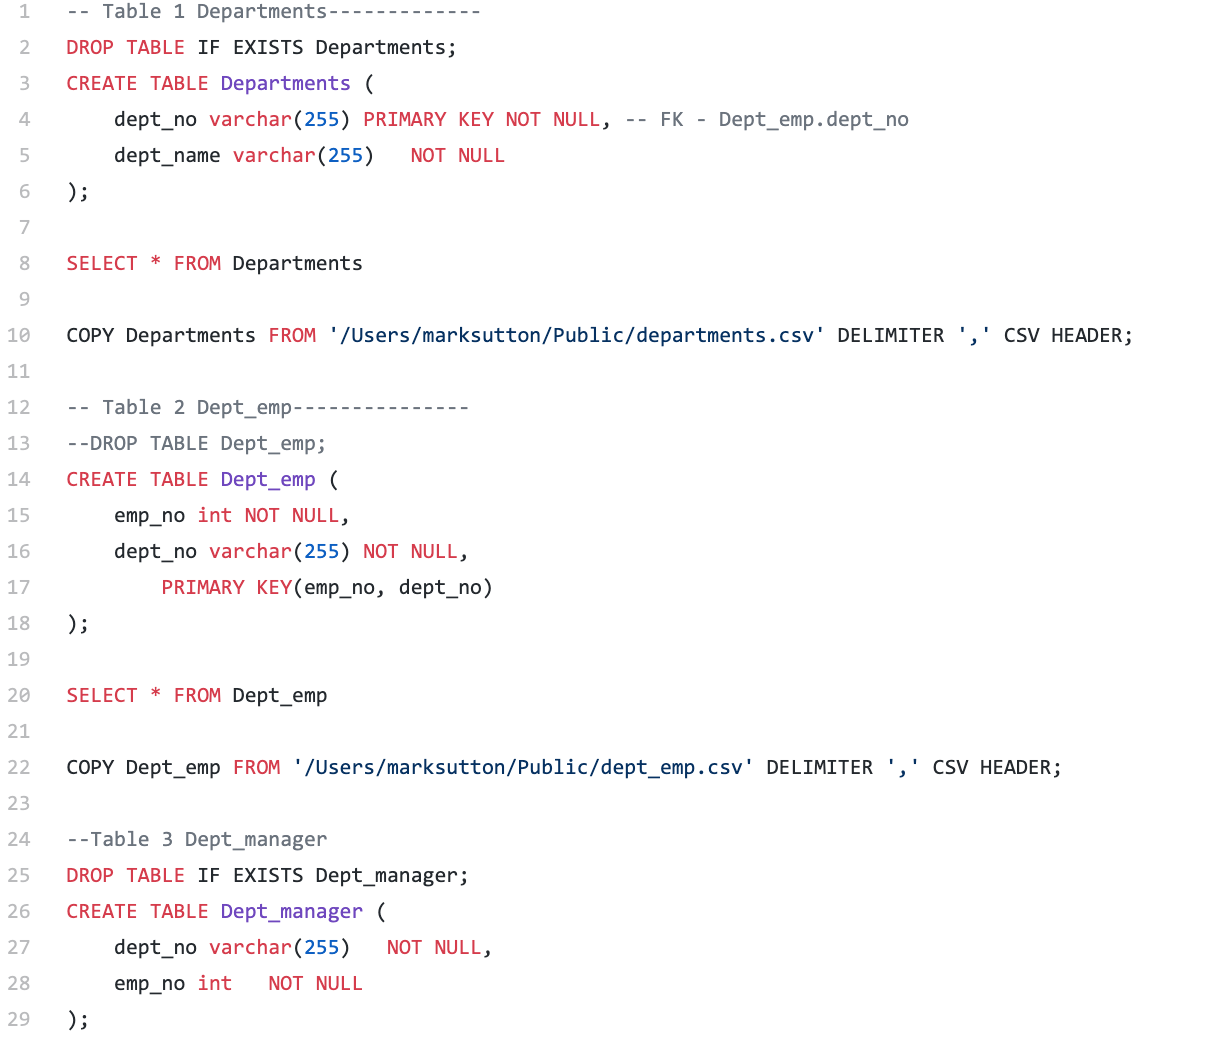 1 -- Table 1 Departments-------------
2 DROP TABLE IF EXISTS Departments;
3 CREATE TABLE Departments (
4     dept_no varchar(255) PRIMARY KEY NOT NULL, -- FK - Dept_emp.dept_no
5     dept_name varchar(255)   NOT NULL
6 );
7
8 SELECT * FROM Departments
9
10 COPY Departments FROM '/Users/marksutton/Public/departments.csv' DELIMITER ',' CSV HEADER;
11
12 -- Table 2 Dept_emp---------------
13 --DROP TABLE Dept_emp;
14 CREATE TABLE Dept_emp (
15     emp_no int NOT NULL,
16     dept_no varchar(255) NOT NULL,
17         PRIMARY KEY(emp_no, dept_no)
18 );
19
20 SELECT * FROM Dept_emp
21
22 COPY Dept_emp FROM '/Users/marksutton/Public/dept_emp.csv' DELIMITER ',' CSV HEADER;
23
24 --Table 3 Dept_manager
25 DROP TABLE IF EXISTS Dept_manager;
26 CREATE TABLE Dept_manager (
27     dept_no varchar(255)   NOT NULL,
28     emp_no int   NOT NULL
29 );